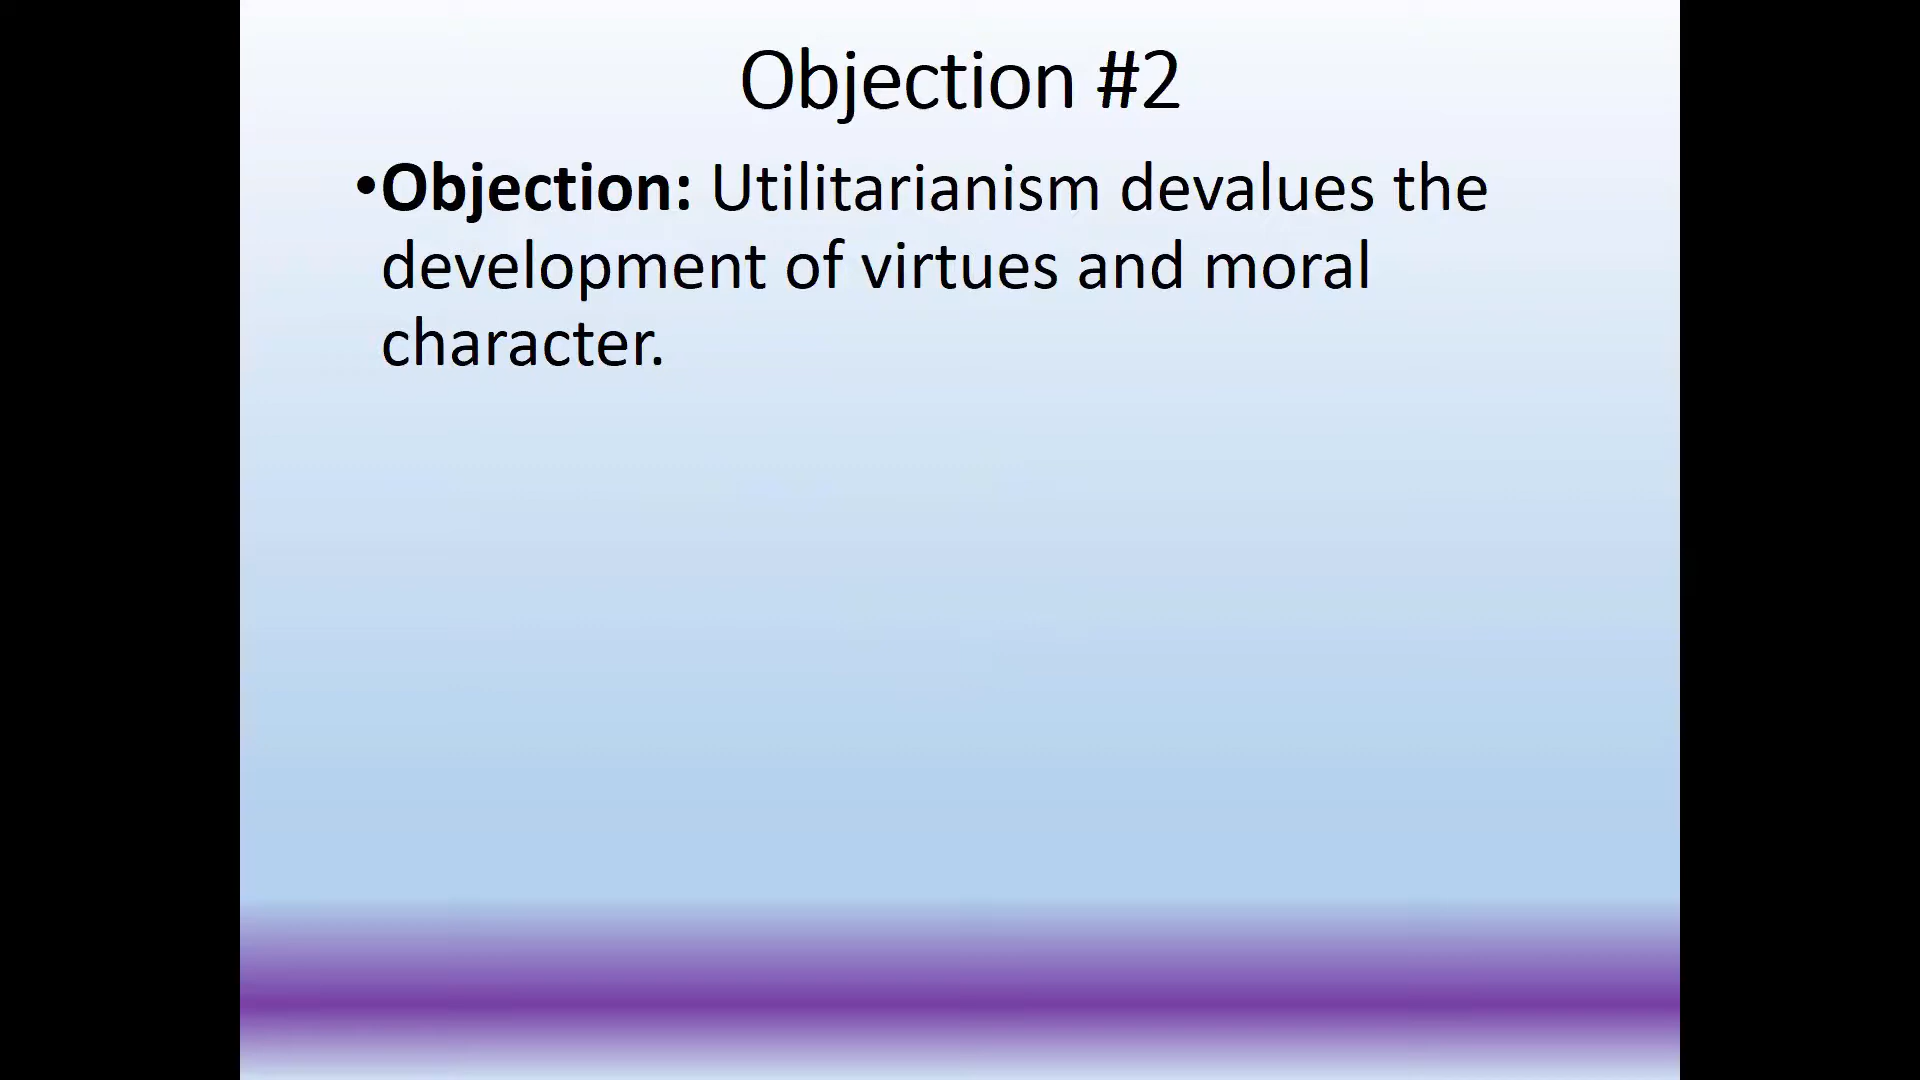 Objection #2
•Objection: Utilitarianism devalues the
development of virtues and moral
character.